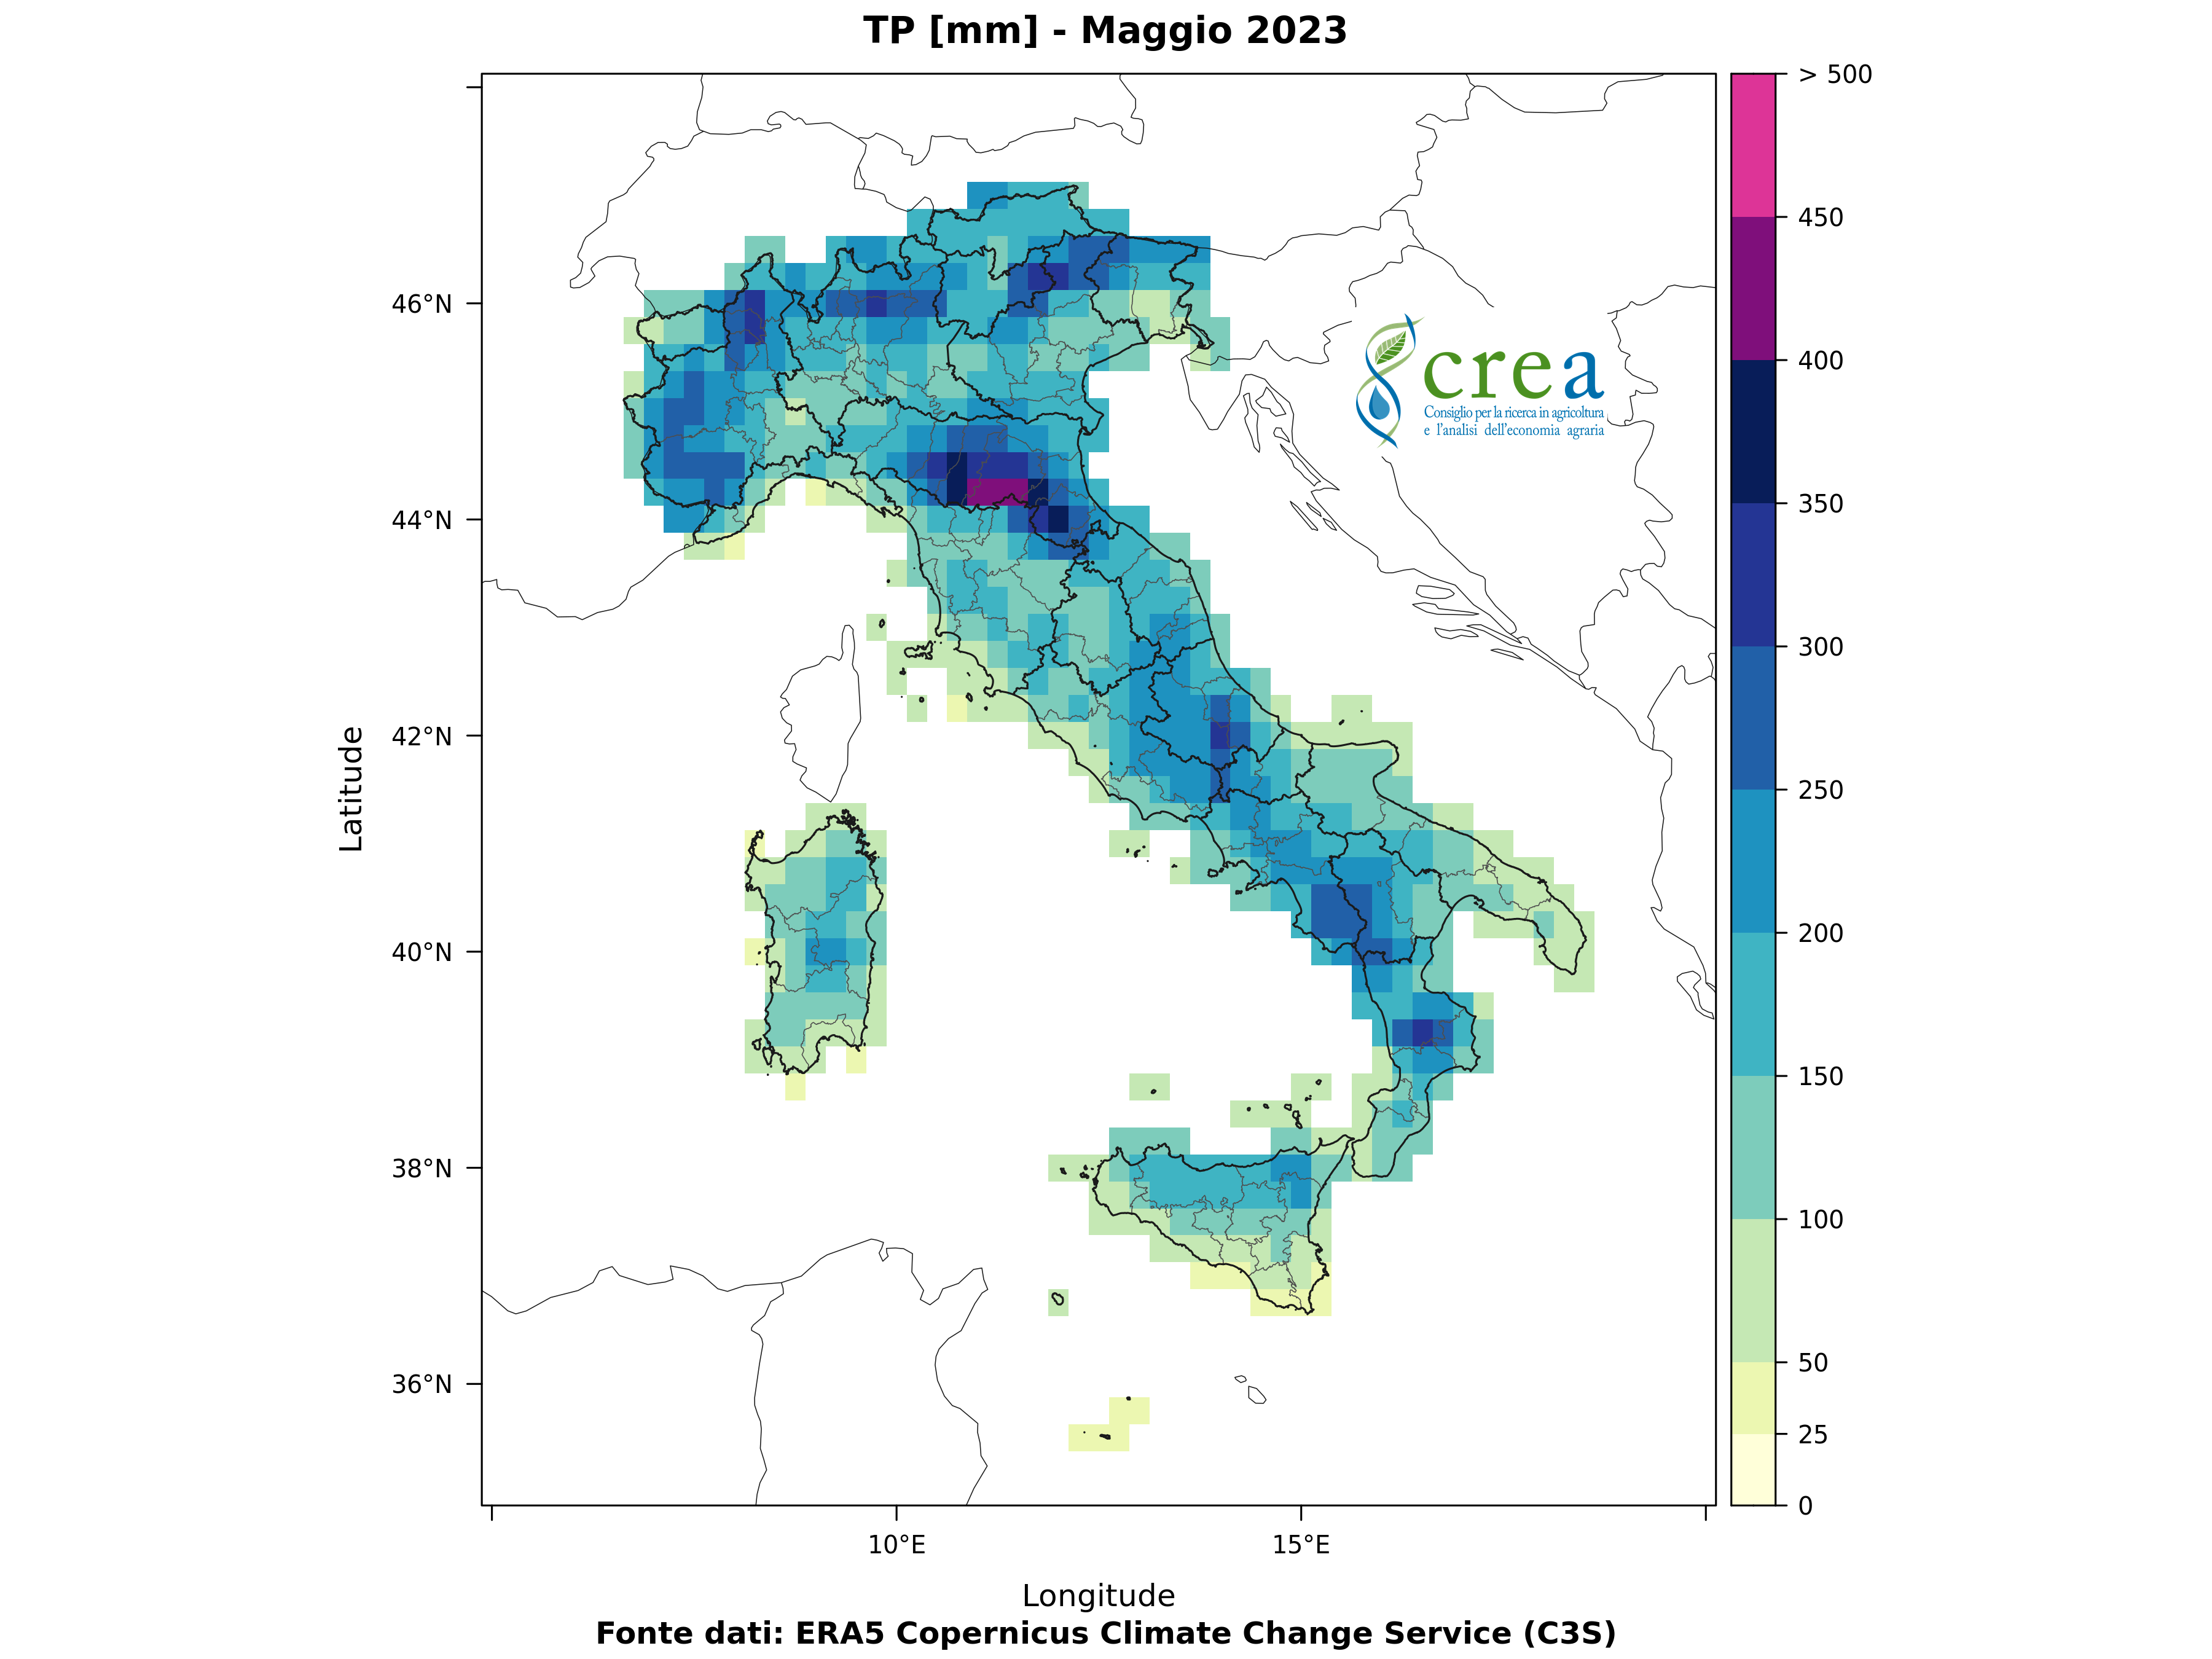 TP [mm] - Maggio 2023
> 500
450
400
350
300
250
200
150
100
50
25
0
46°N
44°N
42°N
40°N
38°N
36°N
Latitude
crea
Consiglio per la ricerca in agricoltura
e l'analisi dell'economia agraria
10°E
15°E
Longitude
Fonte dati: ERA5 Copernicus Climate Change Service (C3S)